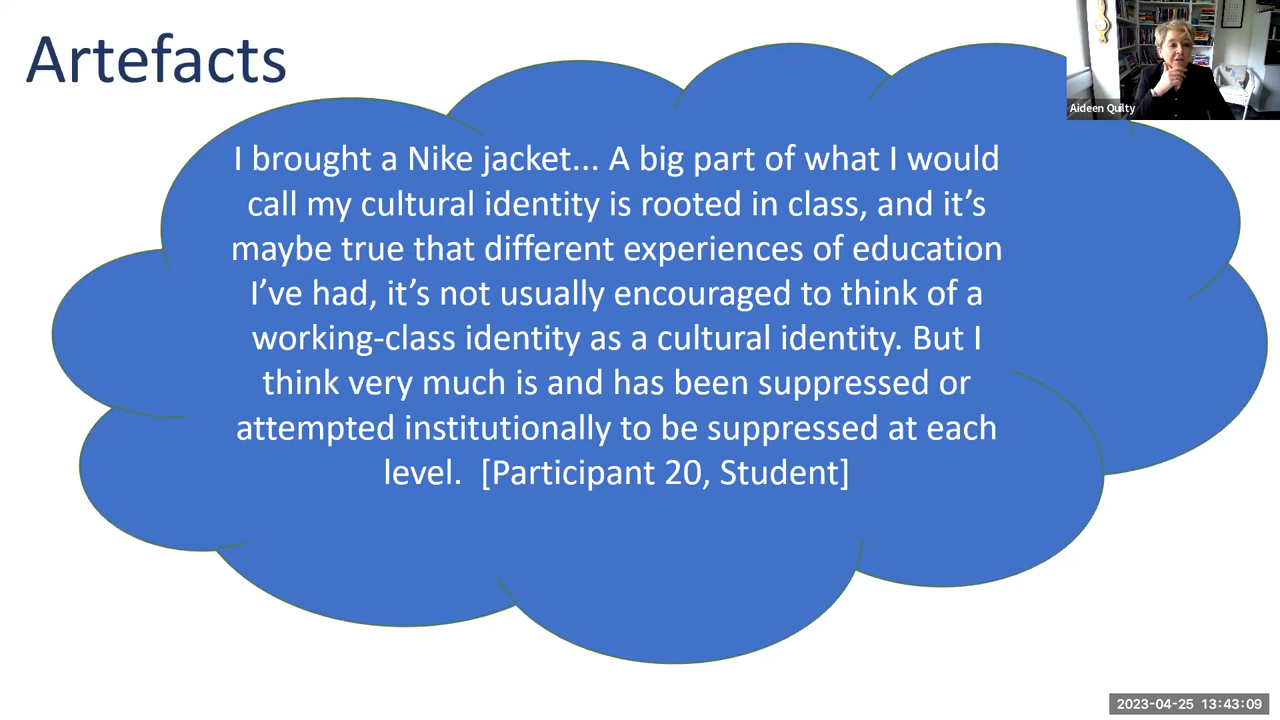 Artefacts
Aideen Quilty
I brought a Nike jacket... A big part of what I would
call my cultural identity is rooted in class, and it’s
maybe true that different experiences of education
I’ve had, it’s not usually encouraged to think of a
working-class identity as a cultural identity. But I
think very much is and has been suppressed or
attempted institutionally to be suppressed at each
level.  [Participant 20, Student]
2023-04-25 13:43:09